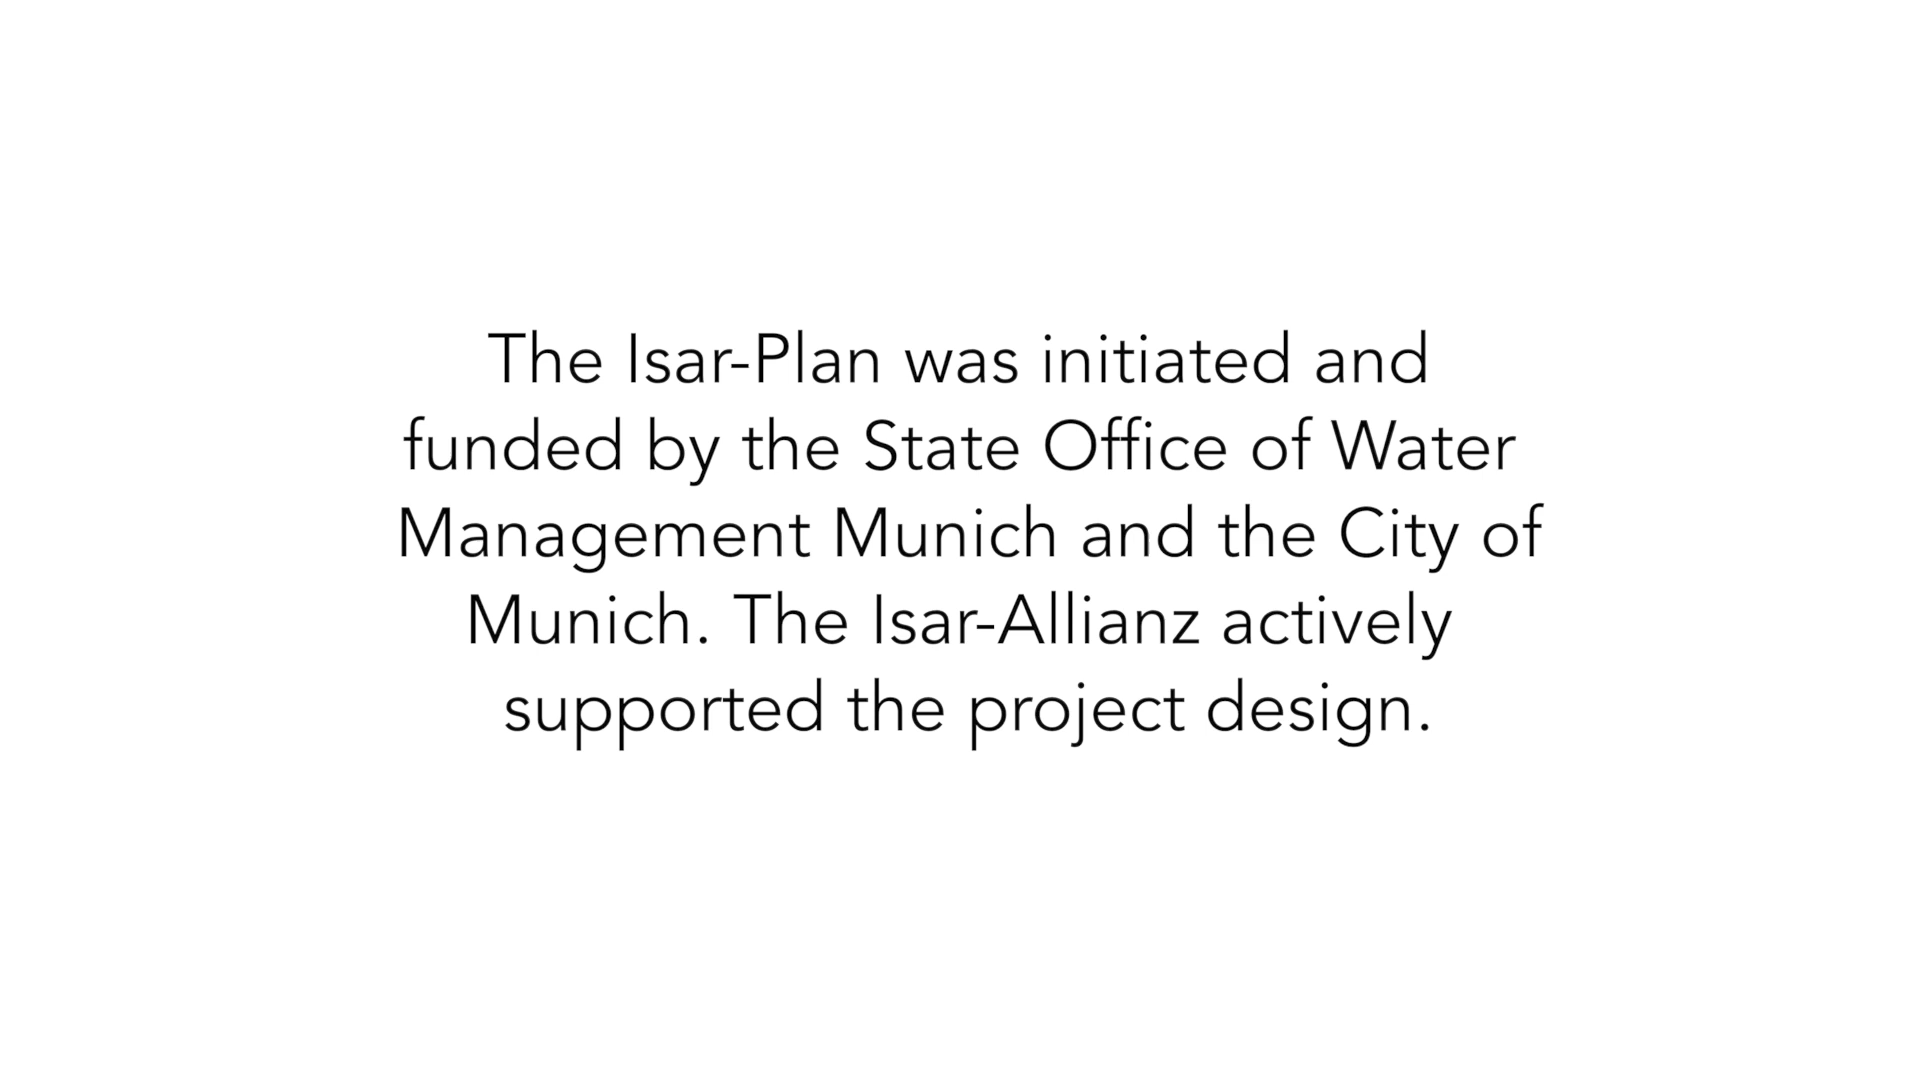 The Isar-Plan was initiated and
funded by the State Office of Water
Management Munich and the City of
Munich. The Isar-Allianz actively
supported the project design.